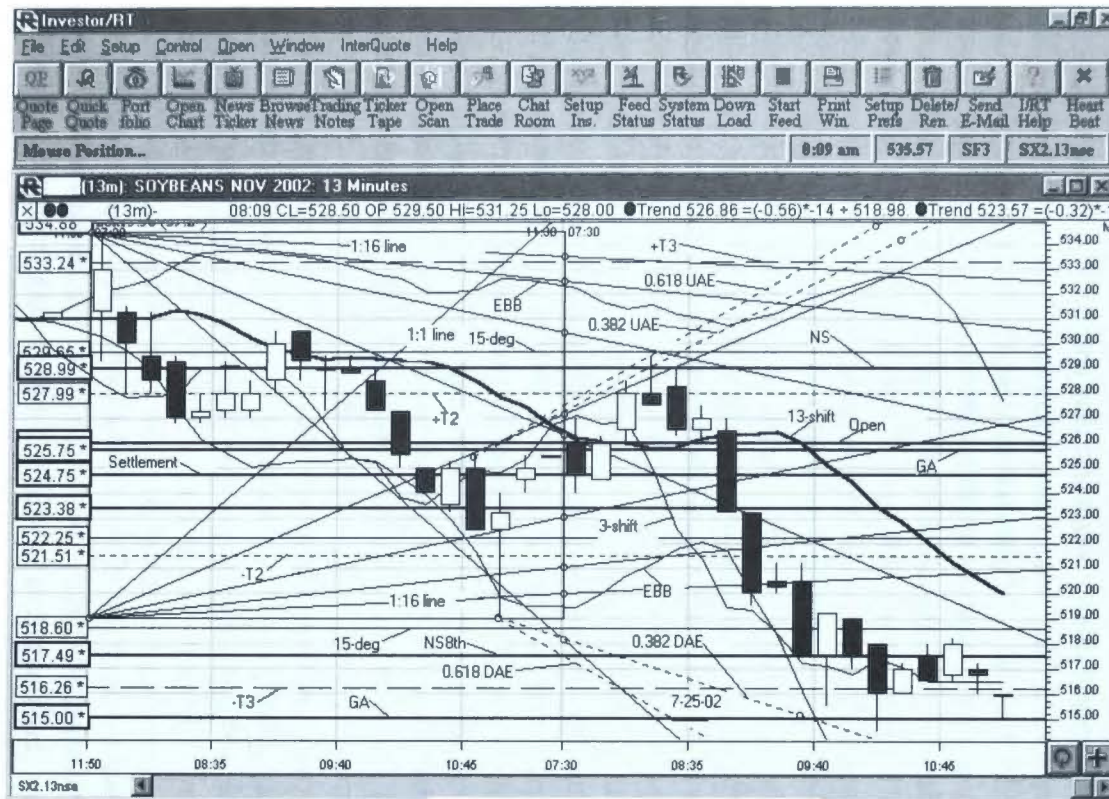 Investor/RT
File Edit Setup Control Open Window InterQuote Help
QP
XYZ
Quote Page
Quick Quote
Port folio
Open Chart
News Ticker
Browse News
Trading Notes
Ticker Tape
Open Scan
Place Trade
Chat Room
Setup Ins.
Feed Status
System Status
Down Load
Start Feed
Print Win.
Setup Prefs
Delete/ Ren.
Send E-Mail
I/RT Help
Heart Beat
Mouse Position... 8:09 am 535.57 SF3 SX2.13nse
(13m): SOYBEANS NOV 2002: 13 Minutes
(13m)- 08:09 CL=528.50 OP 529.50 Hi=531.25 Lo=528.00 Trend 526.86 =(-0.56)*-14 + 518.98. Trend 523.57 =(-0.32)*-1
534.88
11:30 07:30
533.24 *
529.65 *
528.99 *
527.99 *
525.75 *
524.75 *
523.38 *
522.25 *
521.51 *
518.60 *
517.49 *
516.26 *
515.00 *
1:16 line
+T3
0.618 UAE
EBB
0.382 UAE
1:1 line
15-deg
NS
+T2
13-shift
Open
Settlement
GA
3-shift
-T2
EBB
1:16 line
15-deg
NS8th
0.382 DAE
0.618 DAE
-T3
GA
7-25-02
534.00
533.00
532.00
531.00
530.00
529.00
528.00
527.00
526.00
525.00
524.00
523.00
522.00
521.00
520.00
519.00
518.00
517.00
516.00
515.00
11:50 08:35 09:40 10:45 07:30 08:35 09:40 10:45
SX2.13nse